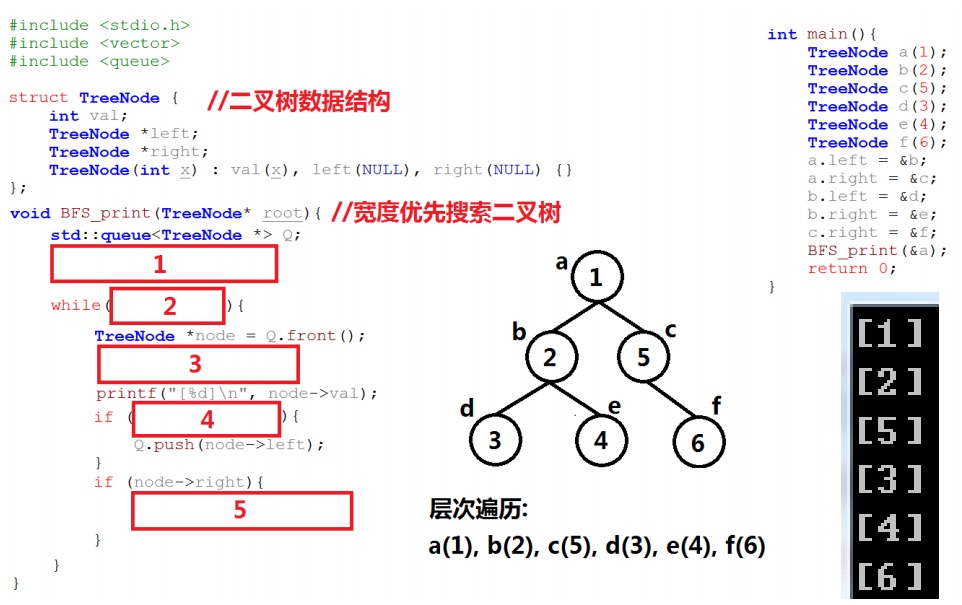 #include <stdio.h>
#include <vector>
#include <queue>
struct TreeNode { //二叉树数据结构
int val;
TreeNode *left;
TreeNode *right;
TreeNode(int x) : val(x), left(NULL), right(NULL) {}
};
void BFS_print(TreeNode* root){ //宽度优先搜索二叉树
std::queue<TreeNode *> Q;
1
while( 2 ){
TreeNode *node = Q.front();
3
printf("[%d]\n", node->val);
if ( 4 ){
Q.push(node->left);
}
if (node->right){
5
}
}
}
int main(){
TreeNode a(1);
TreeNode b(2);
TreeNode c(5);
TreeNode d(3);
TreeNode e(4);
TreeNode f(6);
a.left = &b;
a.right = &c;
b.left = &d;
b.right = &e;
c.right = &f;
BFS_print(&a);
return 0;
}
a 1
b 2 5 c
d 3 4 e 6 f
层次遍历:
a(1), b(2), c(5), d(3), e(4), f(6)
[1]
[2]
[5]
[3]
[4]
[6]